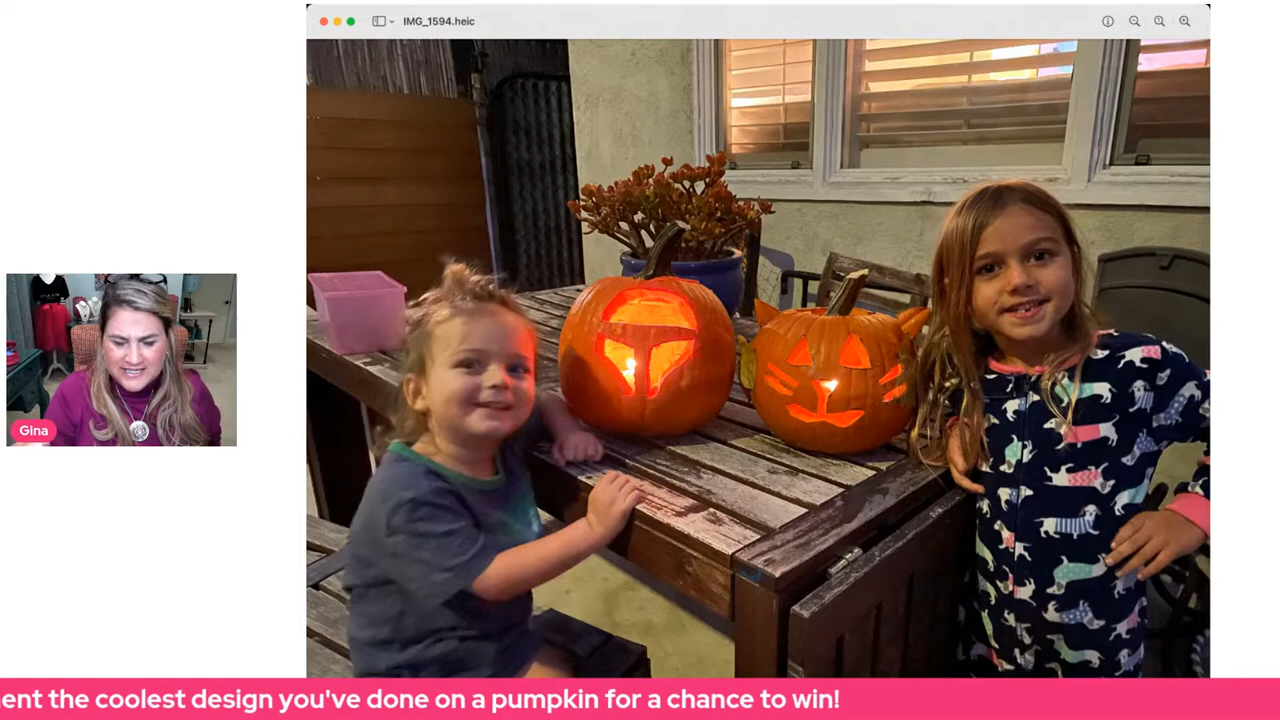 IMG_1594.heic
Gina
ent the coolest design you've done on a pumpkin for a chance to win!